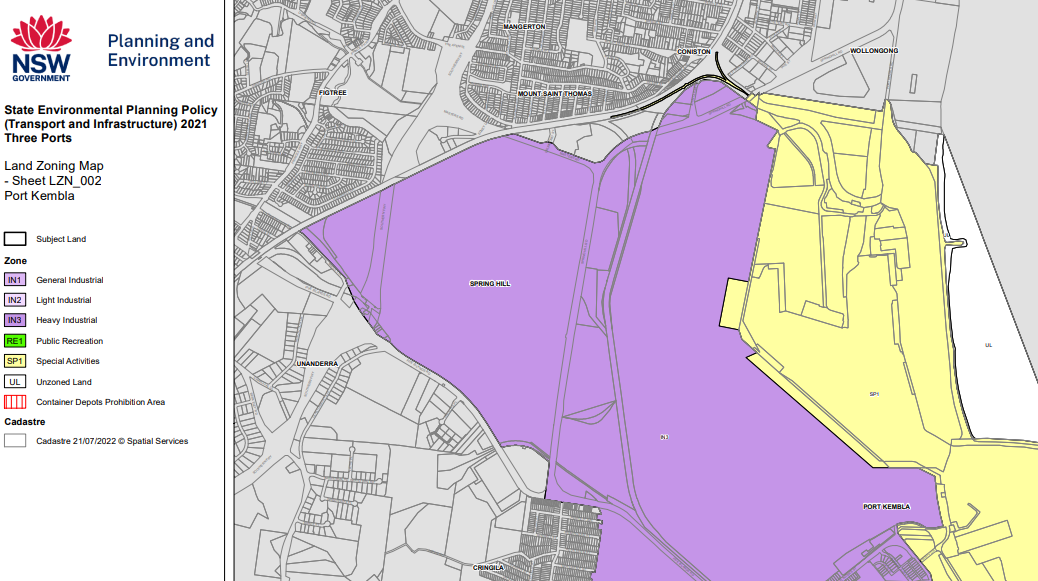 NSW
GOVERNMENT
Planning and
Environment
State Environmental Planning Policy
(Transport and Infrastructure) 2021
Three Ports
Land Zoning Map
- Sheet LZN_002
Port Kembla
Subject Land
Zone
IN1 General Industrial
IN2 Light Industrial
IN3 Heavy Industrial
RE1 Public Recreation
SP1 Special Activities
UL Unzoned Land
Container Depots Prohibition Area
Cadastre
Cadastre 21/07/2022 © Spatial Services
MANGERTON
CONISTON
WOLLONGONG
FIGTREE
MOUNT SAINT THOMAS
UL
SPRING HILL
UL
UNANDERRA
SP1
IN3
PORT KEMBLA
CRINGILA